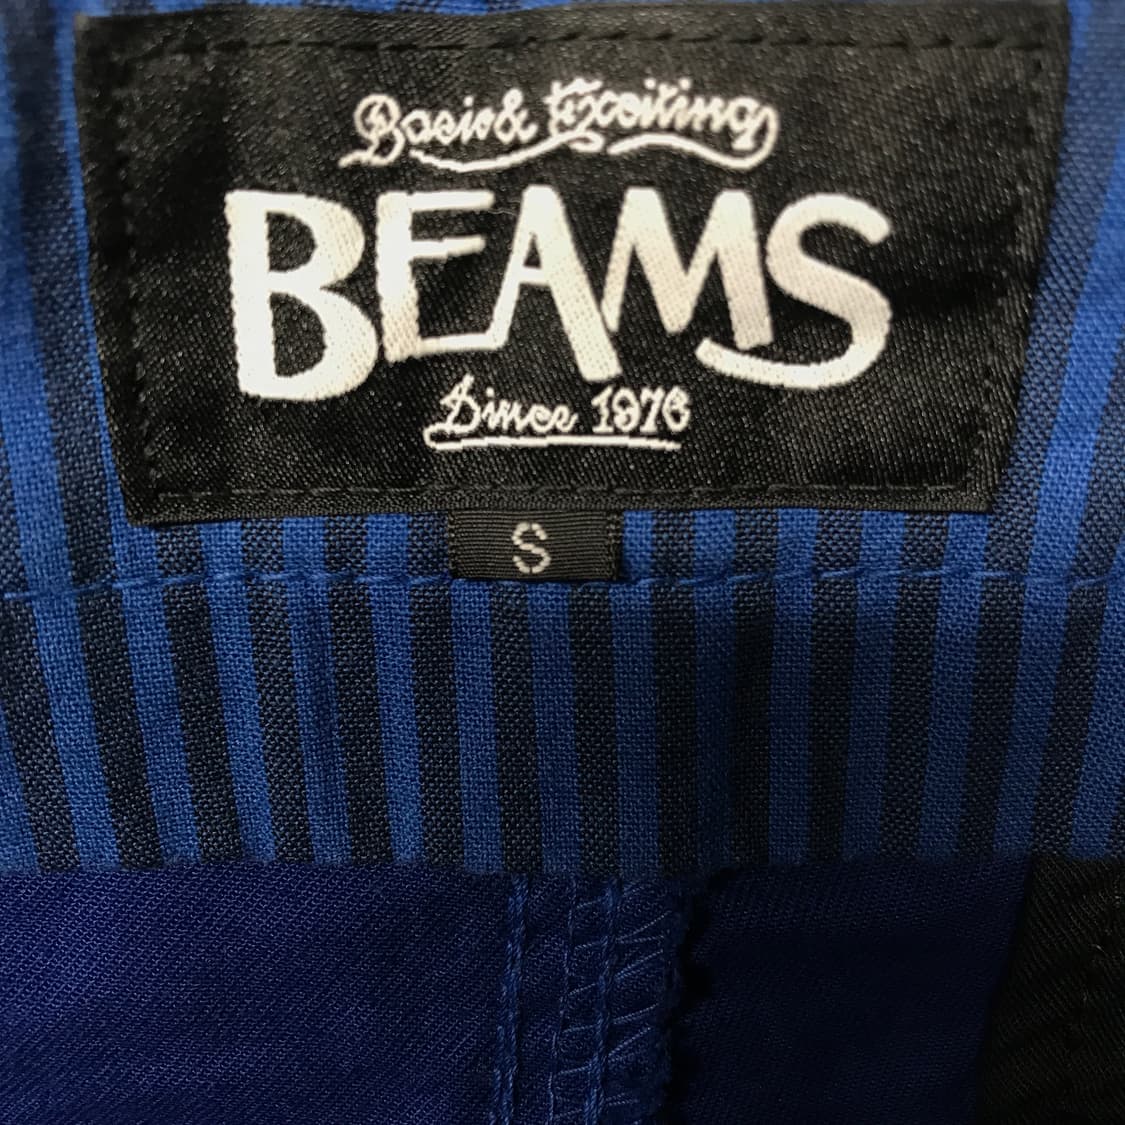 Basic & Exciting
BEAMS
Since 1976
S